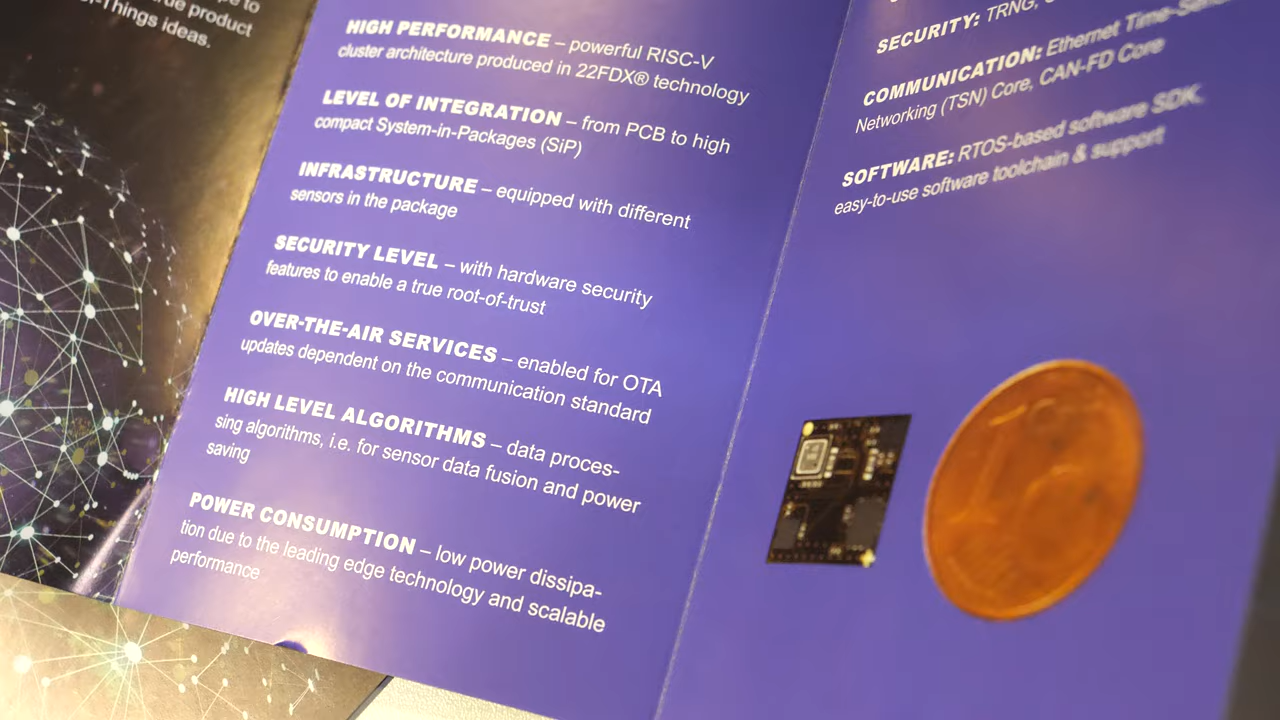 to
true product
-Things ideas.
HIGH PERFORMANCE – powerful RISC-V
cluster architecture produced in 22FDX® technology
LEVEL OF INTEGRATION – from PCB to high
compact System-in-Packages (SiP)
INFRASTRUCTURE – equipped with different
sensors in the package
SECURITY LEVEL – with hardware security
features to enable a true root-of-trust
OVER-THE-AIR SERVICES – enabled for OTA
updates dependent on the communication standard
HIGH LEVEL ALGORITHMS – data proces-
sing algorithms, i.e. for sensor data fusion and power
saving
POWER CONSUMPTION – low power dissipa-
tion due to the leading edge technology and scalable
performance
SECURITY: TRNG,
COMMUNICATION: Ethernet Time-Sen
Networking (TSN) Core, CAN-FD Core
SOFTWARE: RTOS-based software SDK,
easy-to-use software toolchain & support